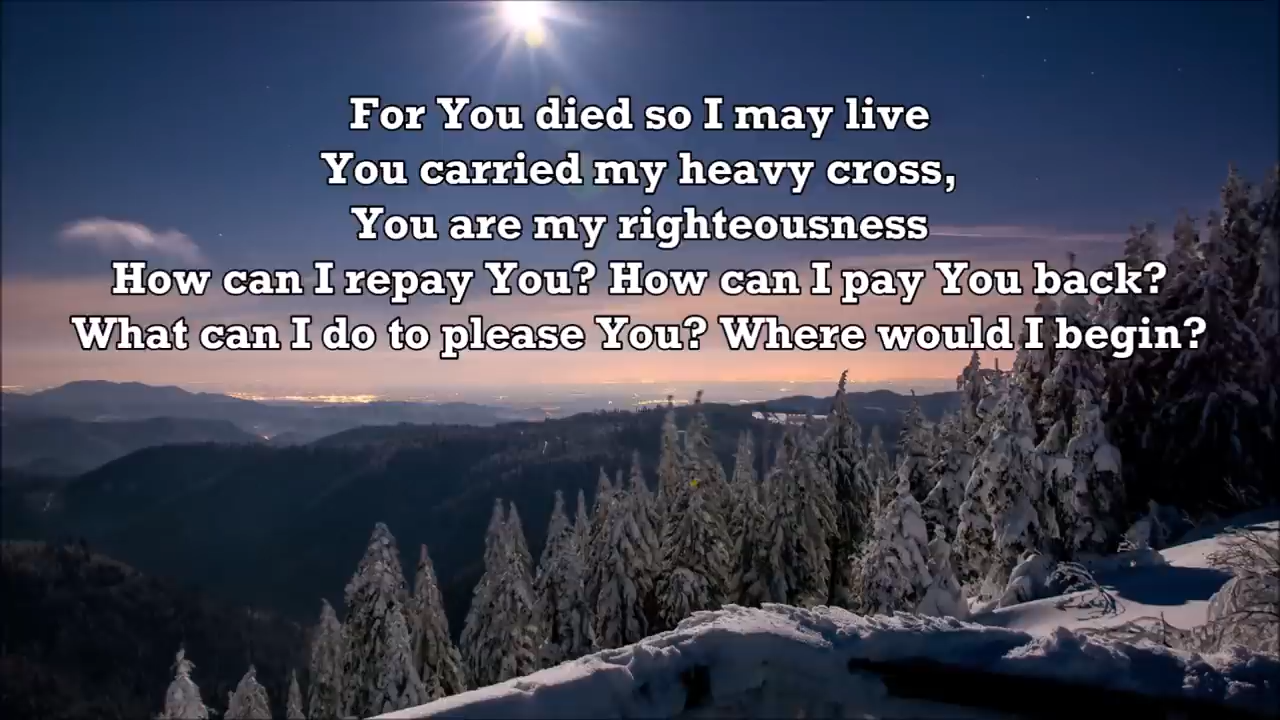 For You died so I may live
You carried my heavy cross,
You are my righteousness
How can I repay You? How can I pay You back?
What can I do to please You? Where would I begin?